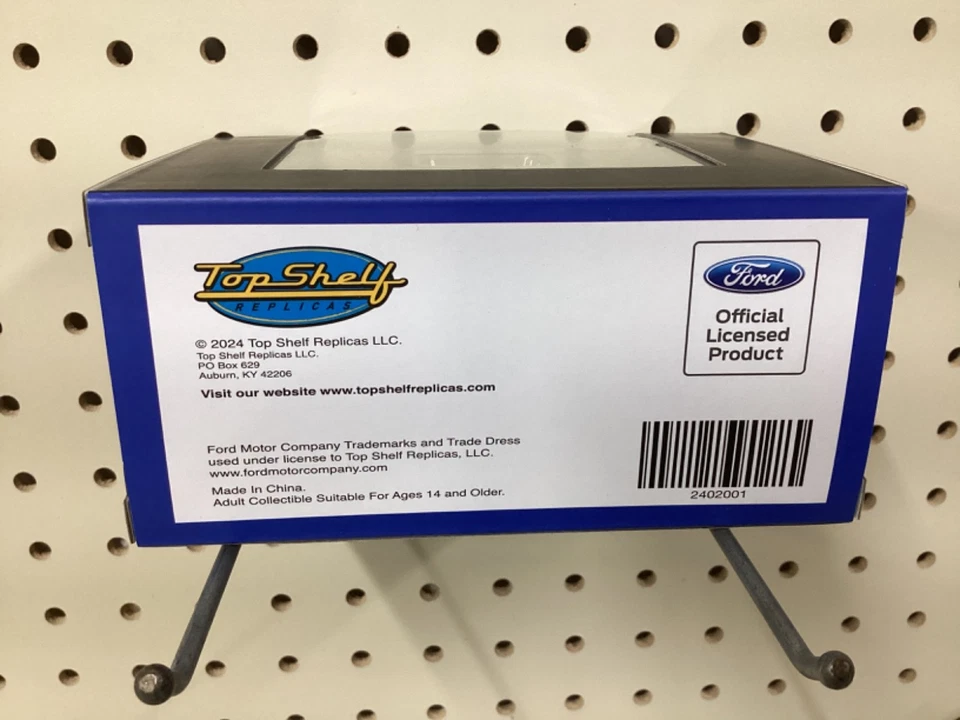 Top Shelf
REPLICAS
© 2024 Top Shelf Replicas LLC.
Top Shelf Replicas LLC.
PO Box 629
Auburn, KY 42206
Visit our website www.topshelfreplicas.com
Ford Motor Company Trademarks and Trade Dress
used under license to Top Shelf Replicas, LLC.
www.fordmotorcompany.com
Made In China.
Adult Collectible Suitable For Ages 14 and Older.
Ford
Official
Licensed
Product
2402001